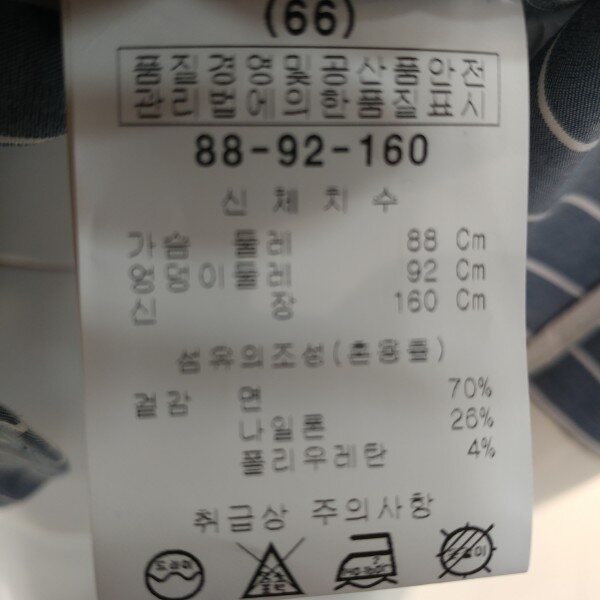 (66)
품질경영및공산품안전
관리법에의한품질표시
88-92-160
신체치수
가슴 둘레 88 Cm
엉덩이둘레 92 Cm
신 장 160 Cm
섬유의조성(혼용률)
겉감 면 70%
나일론 26%
폴리우레탄 4%
취급상 주의사항
드라이